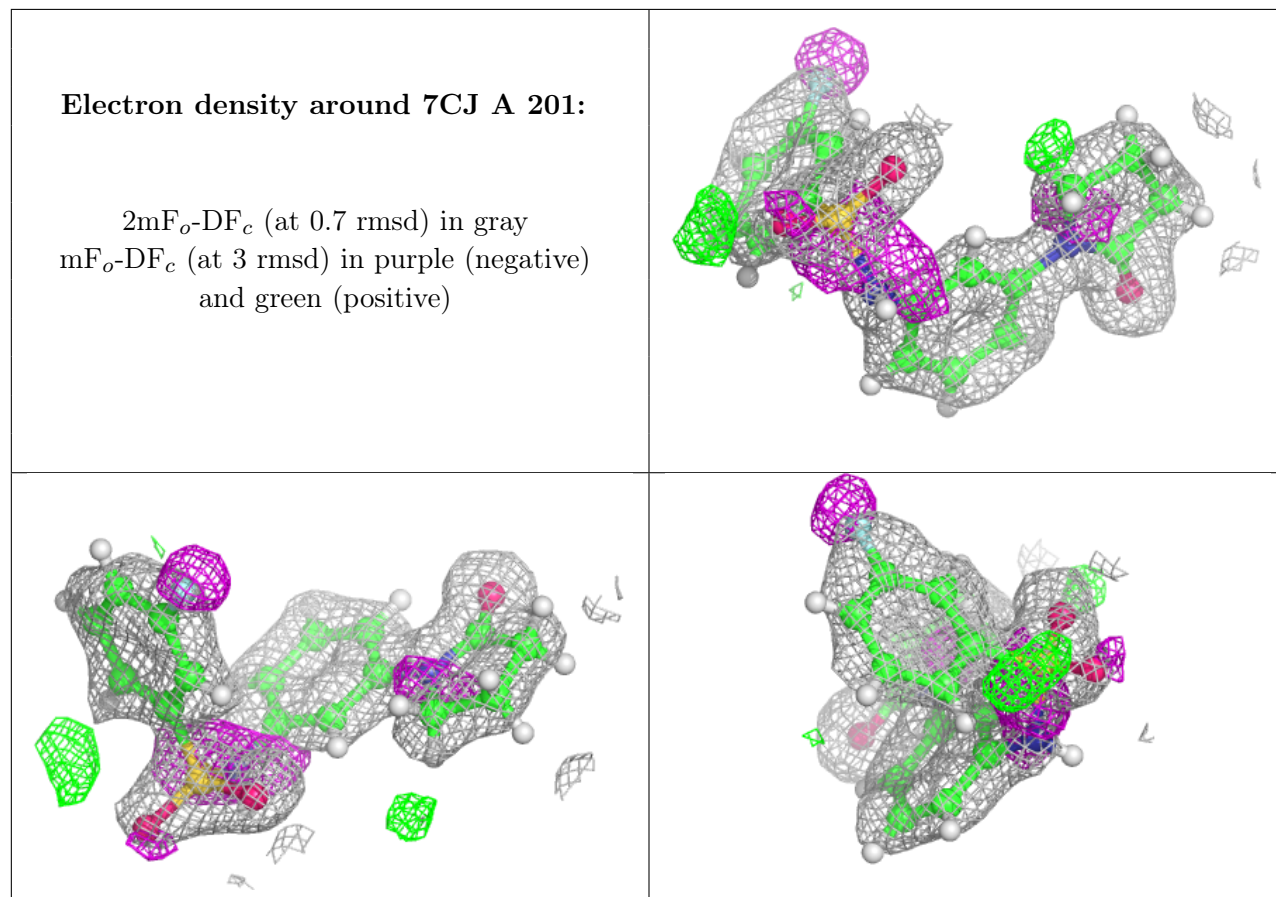 Electron density around 7CJ A 201:
2mFo-DFc (at 0.7 rmsd) in gray
mFo-DFc (at 3 rmsd) in purple (negative)
and green (positive)